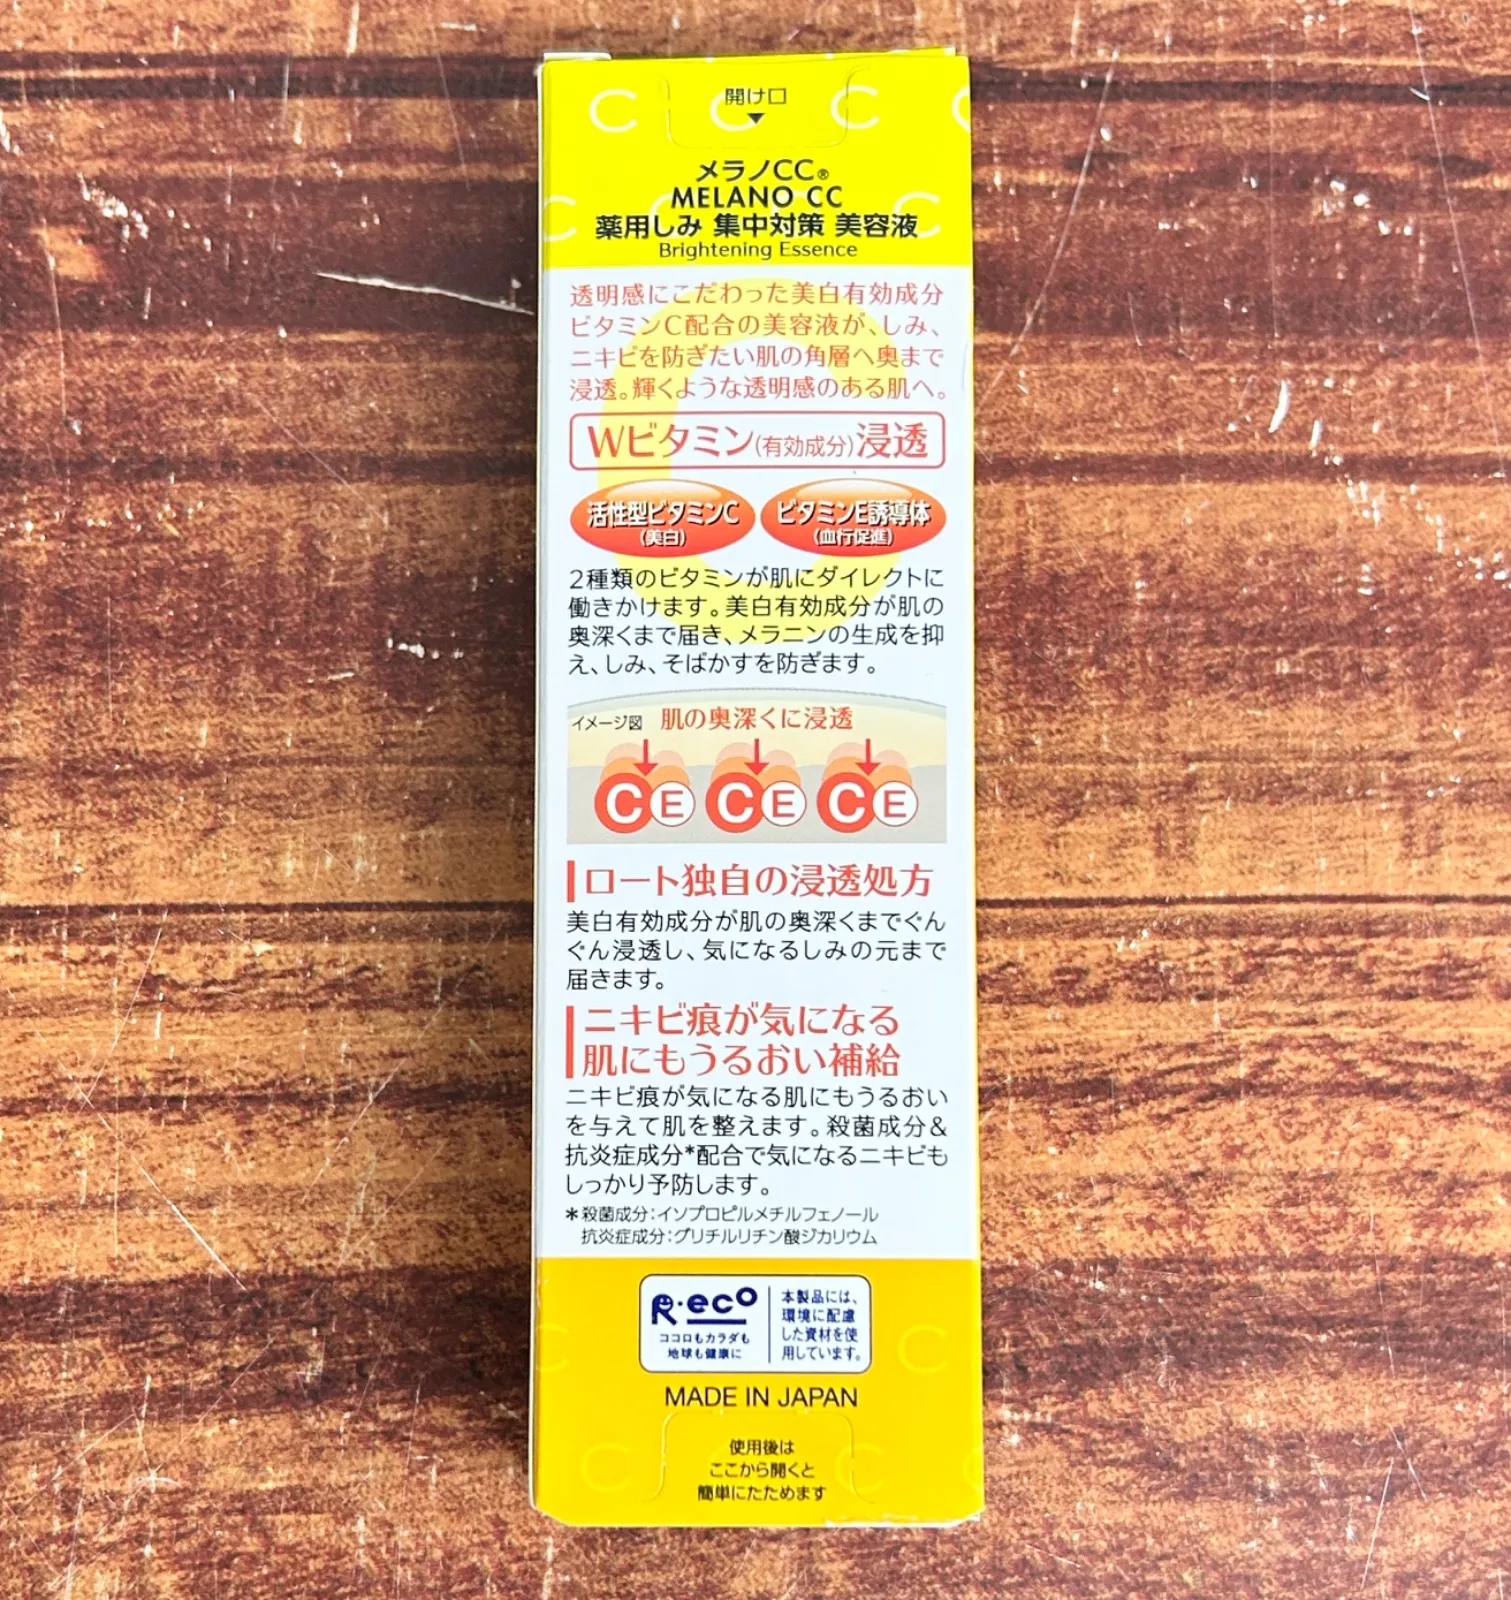 開け口
メラノCC®
MELANO CC
薬用しみ 集中対策 美容液
Brightening Essence
透明感にこだわった美白有効成分
ビタミンC配合の美容液が、しみ、
ニキビを防ぎたい肌の角層へ奥まで
浸透。輝くような透明感のある肌へ。
Wビタミン(有効成分)浸透
活性型ビタミンC
(美白)
ビタミンE誘導体
(血行促進)
2種類のビタミンが肌にダイレクトに
働きかけます。美白有効成分が肌の
奥深くまで届き、メラニンの生成を抑
え、しみ、そばかすを防ぎます。
イメージ図 肌の奥深くに浸透
C E C E C E
ロート独自の浸透処方
美白有効成分が肌の奥深くまでぐん
ぐん浸透し、気になるしみの元まで
届きます。
ニキビ痕が気になる
肌にもうるおい補給
ニキビ痕が気になる肌にもうるおい
を与えて肌を整えます。殺菌成分&
抗炎症成分*配合で気になるニキビも
しっかり予防します。
*殺菌成分:イソプロピルメチルフェノール
抗炎症成分:グリチルリチン酸ジカリウム
R・eco
ココロもカラダも
地球も健康に
本製品には、
環境に配慮
した資材を使
用しています。
MADE IN JAPAN
使用後は
ここから開くと
簡単にたためます